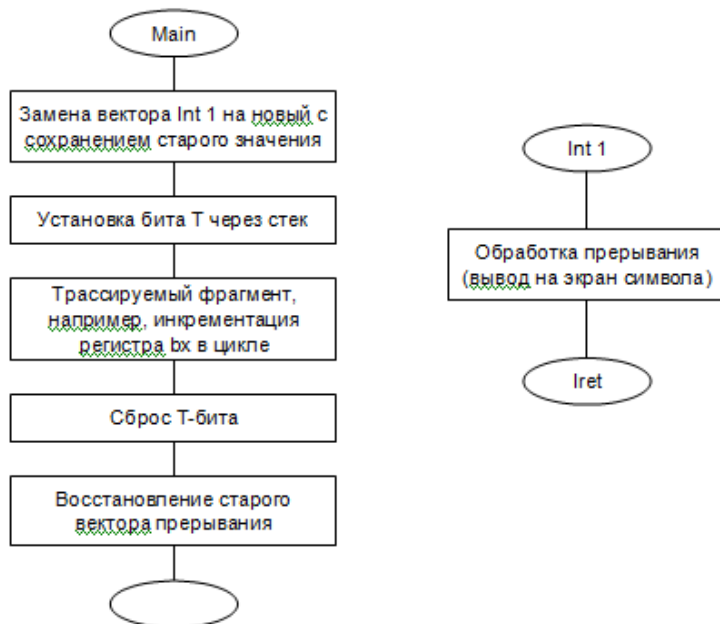 Main
Замена вектора Int 1 на новый с
сохранением старого значения
Установка бита Т через стек
Трассируемый фрагмент,
например, инкрементация
регистра bx в цикле
Сброс Т-бита
Восстановление старого
вектора прерывания
Int 1
Обработка прерывания
(вывод на экран символа)
Iret